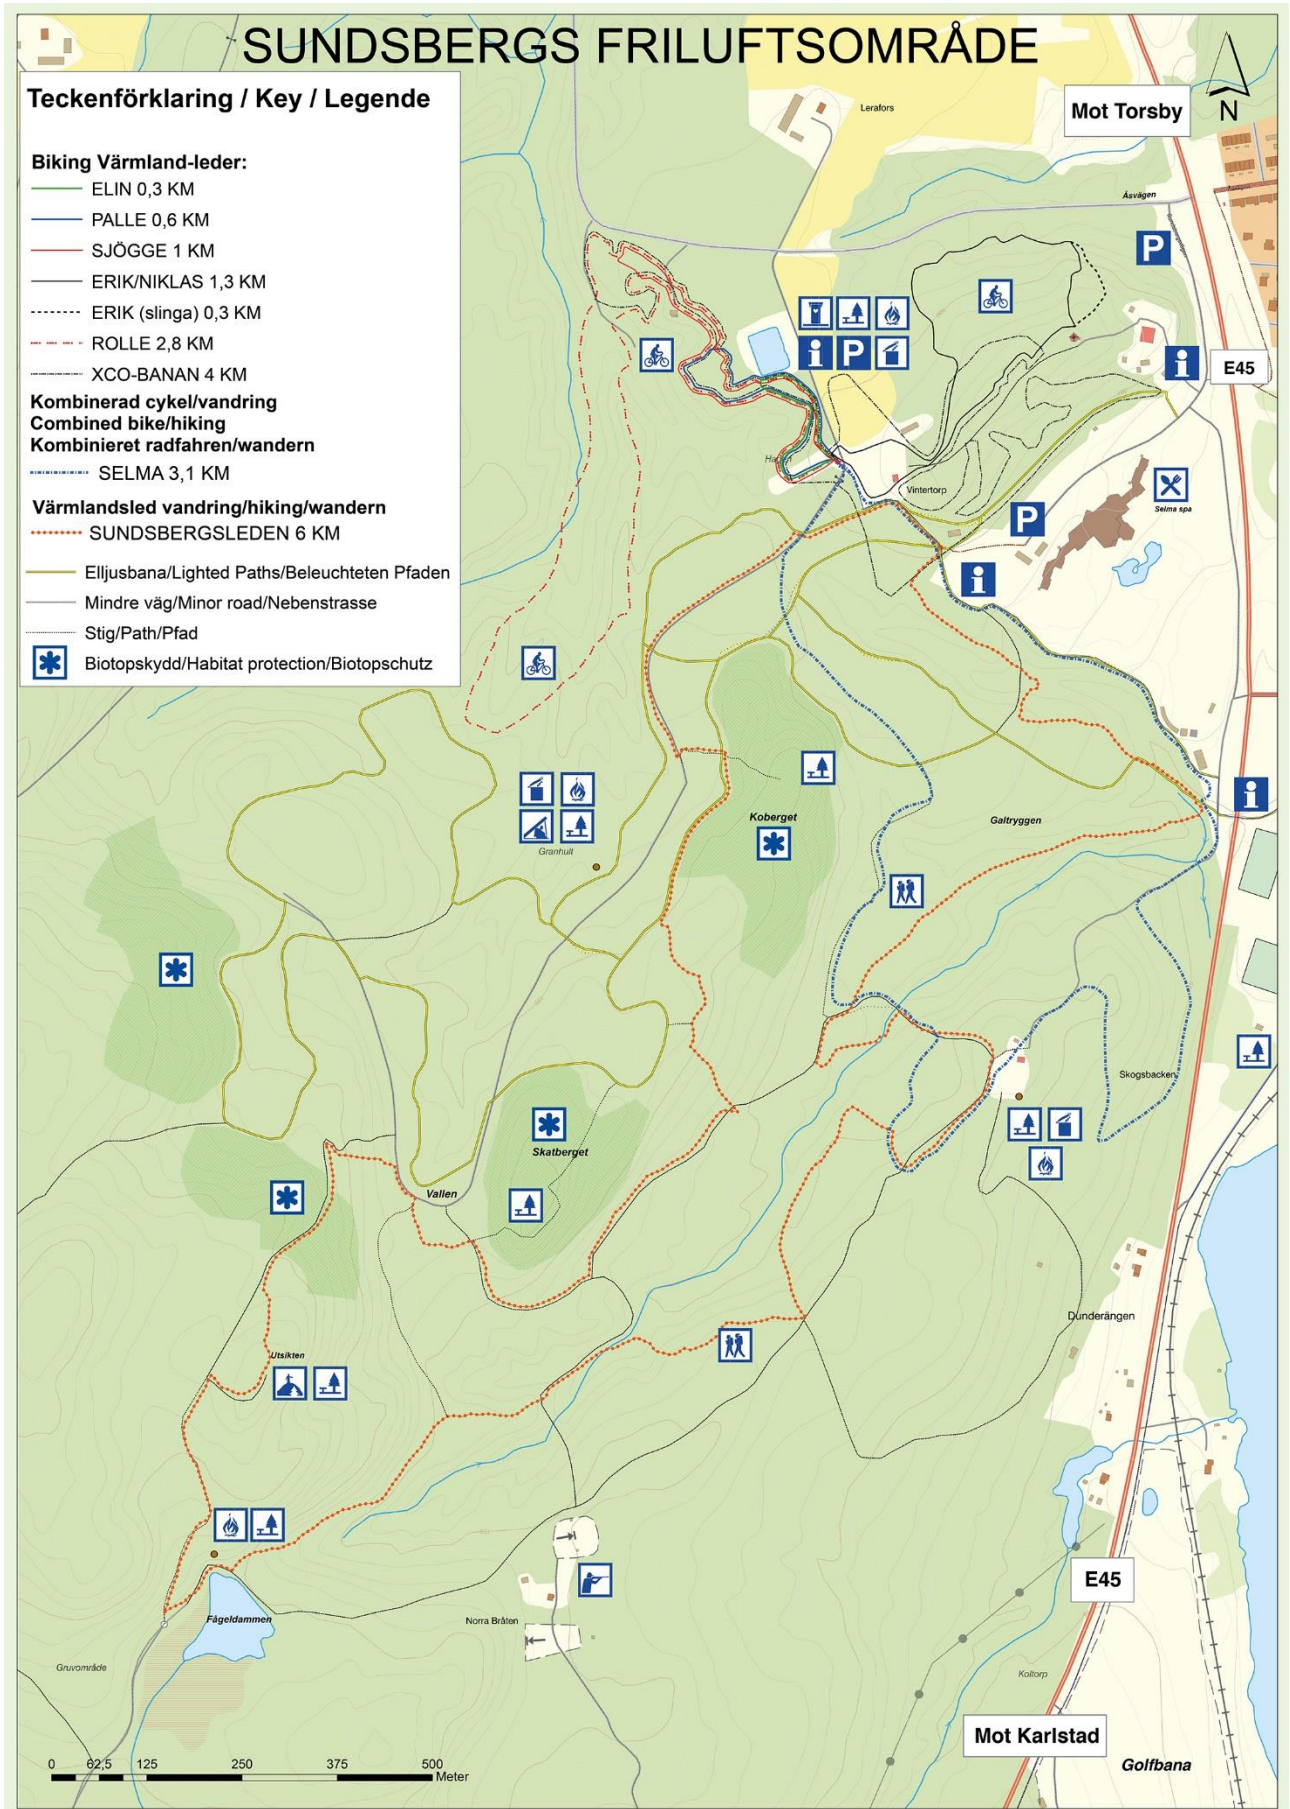 SUNDSBERGS FRILUFTSOMRÅDE
Teckenförklaring / Key / Legende
Biking Värmland-leder:
ELIN 0,3 KM
PALLE 0,6 KM
SJÖGGE 1 KM
ERIK/NIKLAS 1,3 KM
ERIK (slinga) 0,3 KM
ROLLE 2,8 KM
XCO-BANAN 4 KM
Kombinerad cykel/vandring
Combined bike/hiking
Kombinieret radfahren/wandern
SELMA 3,1 KM
Värmlandsled vandring/hiking/wandern
SUNDSBERGSLEDEN 6 KM
Elljusbana/Lighted Paths/Beleuchteten Pfaden
Mindre väg/Minor road/Nebenstrasse
Stig/Path/Pfad
Biotopskydd/Habitat protection/Biotopschutz
Lerafors
Mot Torsby
N
Åsvägen
P
i P
i
E45
Vintertorp
P
Selma spa
i
i
Koberget
Galtryggen
Granhult
Skogsbacken
Skatberget
Vallen
Dunderängen
Utsikten
E45
Fågeldammen
Norra Bråten
Gruvområde
Koltorp
Mot Karlstad
Golfbana
0 62,5 125 250 375 500
Meter